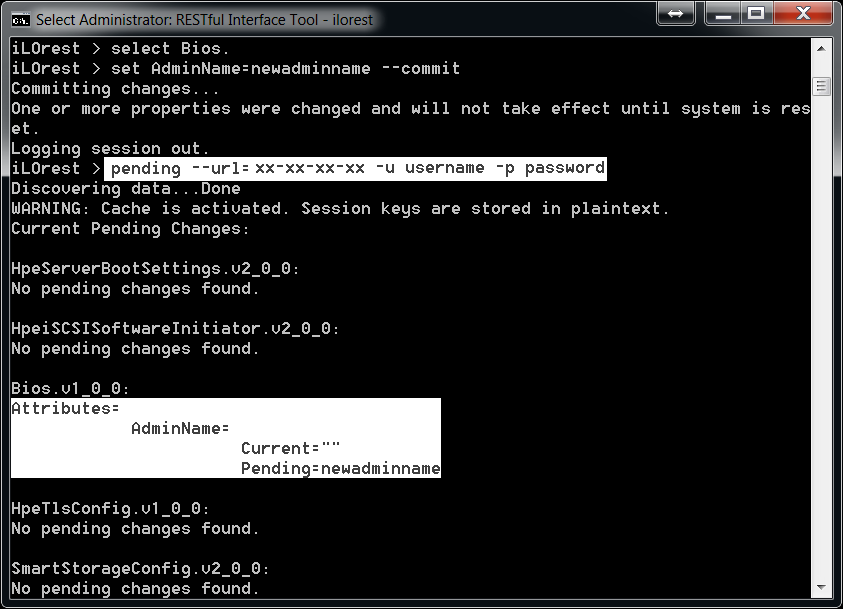 Select Administrator: RESTful Interface Tool - ilorest
iLOrest > select Bios.
iLOrest > set AdminName=newadminname --commit
Committing changes...
One or more properties were changed and will not take effect until system is res
et.
Logging session out.
iLOrest > pending --url= xx-xx-xx-xx -u username -p password
Discovering data...Done
WARNING: Cache is activated. Session keys are stored in plaintext.
Current Pending Changes:
HpeServerBootSettings.v2_0_0:
No pending changes found.
HpeiSCSISoftwareInitiator.v2_0_0:
No pending changes found.
Bios.v1_0_0:
Attributes=
AdminName=
Current=""
Pending=newadminname
HpeTlsConfig.v1_0_0:
No pending changes found.
SmartStorageConfig.v2_0_0:
No pending changes found.